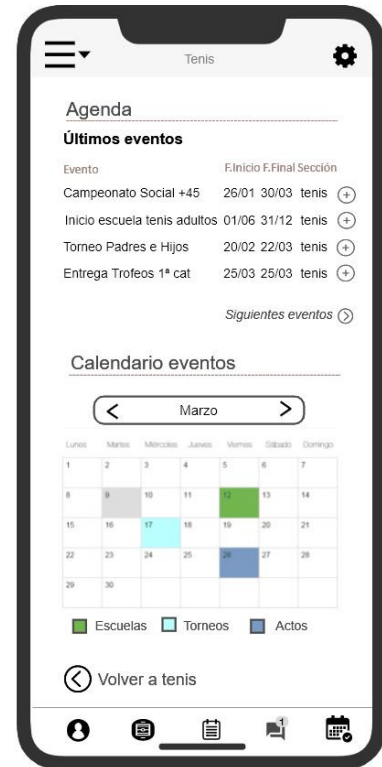 Tenis
Agenda
Últimos eventos
Evento F.Inicio F.Final Sección
Campeonato Social +45 26/01 30/03 tenis
Inicio escuela tenis adultos 01/06 31/12 tenis
Torneo Padres e Hijos 20/02 22/03 tenis
Entrega Trofeos 1ª cat 25/03 25/03 tenis
Siguientes eventos
Calendario eventos
Marzo
Lunes Martes Miércoles Jueves Viernes Sábado Domingo
1 2 3 4 5 6 7
8 9 10 11 12 13 14
15 16 17 18 19 20 21
22 23 24 25 26 27 28
29 30
Escuelas Torneos Actos
Volver a tenis
1